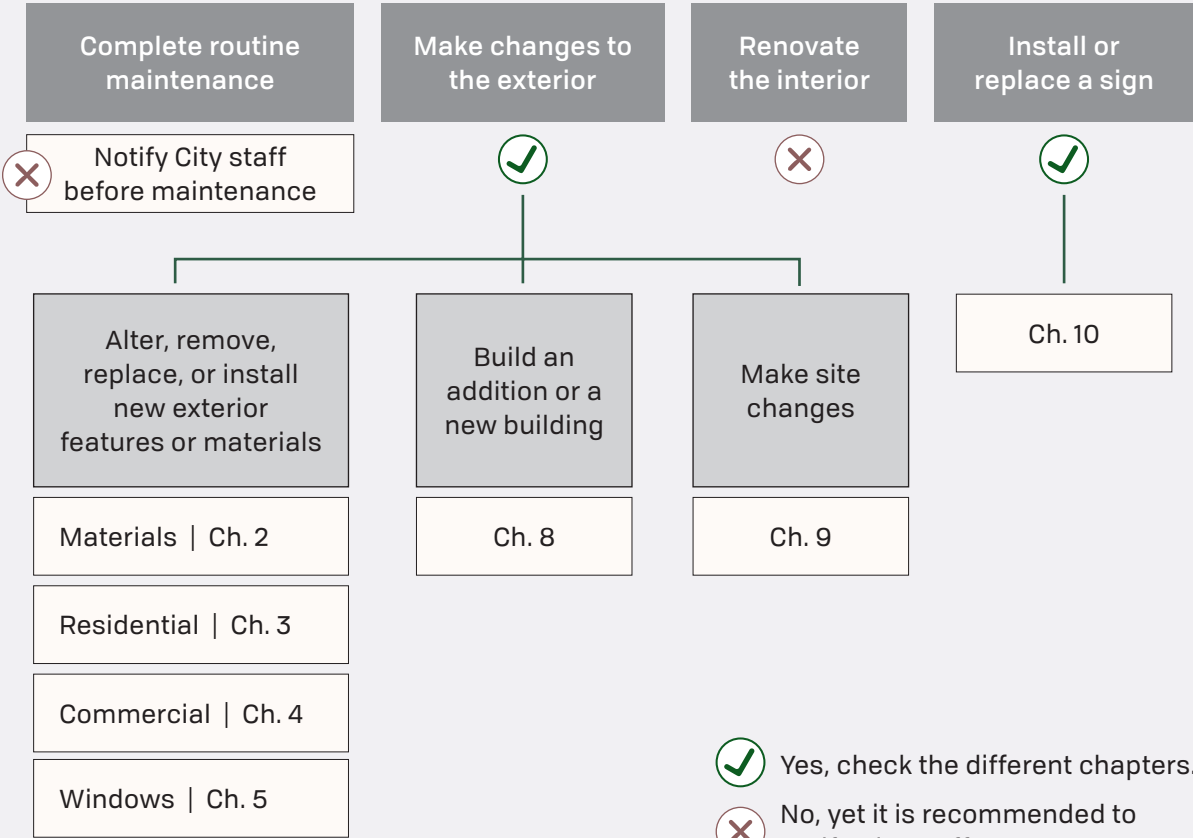 Complete routine
maintenance
Make changes to
the exterior
Renovate
the interior
Install or
replace a sign
Notify City staff
before maintenance
Alter, remove,
replace, or install
new exterior
features or materials
Build an
addition or a
new building
Make site
changes
Ch. 10
Materials | Ch. 2
Ch. 8
Ch. 9
Residential | Ch. 3
Commercial | Ch. 4
Windows | Ch. 5
Yes, check the different chapters.
No, yet it is recommended to